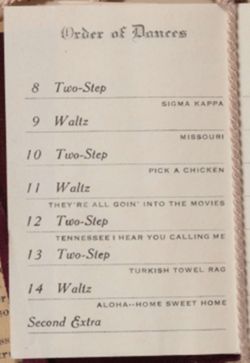 Order of Dances
8 Two-Step
SIGMA KAPPA
9 Waltz
MISSOURI
10 Two-Step
PICK A CHICKEN
11 Waltz
THEY'RE ALL GOIN' INTO THE MOVIES
12 Two-Step
TENNESSEE I HEAR YOU CALLING ME
13 Two-Step
TURKISH TOWEL RAG
14 Waltz
ALOHA--HOME SWEET HOME
Second Extra